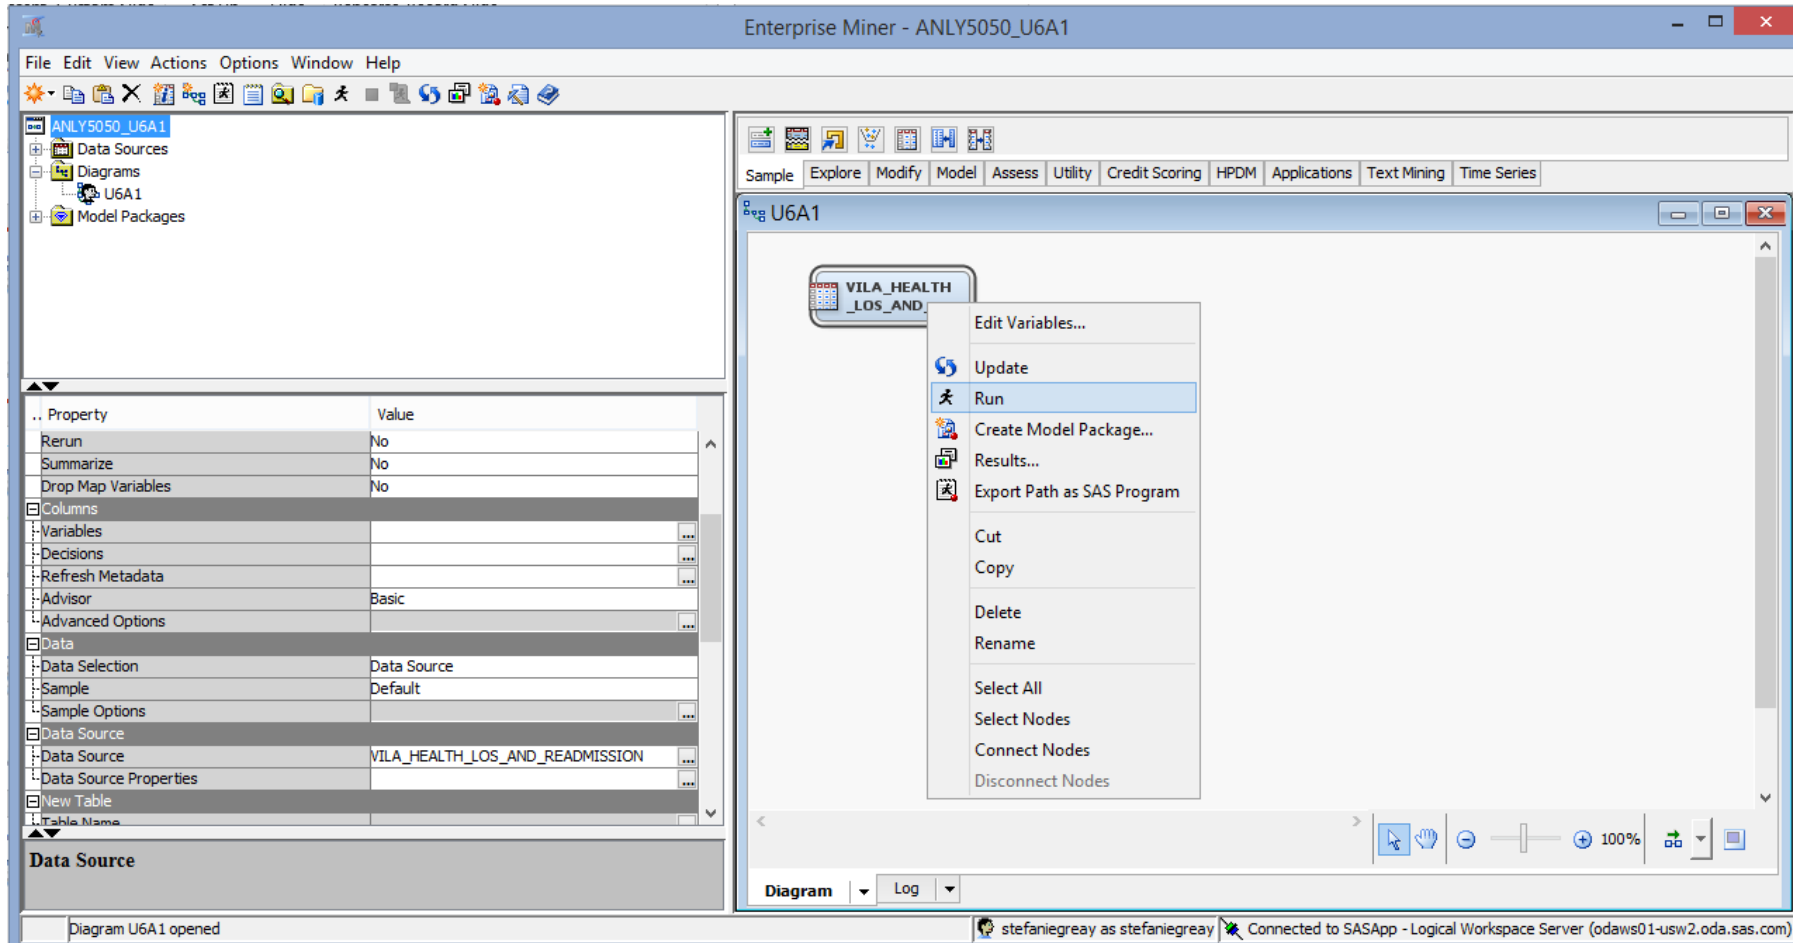 Enterprise Miner - ANLY5050_U6A1
File Edit View Actions Options Window Help
ANLY5050_U6A1
Data Sources
Diagrams
U6A1
Model Packages
.. Property Value
Rerun No
Summarize No
Drop Map Variables No
Columns
Variables ...
Decisions ...
Refresh Metadata ...
Advisor Basic
Advanced Options ...
Data
Data Selection Data Source
Sample Default
Sample Options ...
Data Source
Data Source VILA_HEALTH_LOS_AND_READMISSION ...
Data Source Properties ...
New Table
Table Name
Data Source
Sample Explore Modify Model Assess Utility Credit Scoring HPDM Applications Text Mining Time Series
U6A1
VILA_HEALTH
_LOS_AND_
Edit Variables...
Update
Run
Create Model Package...
Results...
Export Path as SAS Program
Cut
Copy
Delete
Rename
Select All
Select Nodes
Connect Nodes
Disconnect Nodes
100%
Diagram Log
Diagram U6A1 opened
stefaniegreay as stefaniegreay Connected to SASApp - Logical Workspace Server (odaws01-usw2.oda.sas.com)